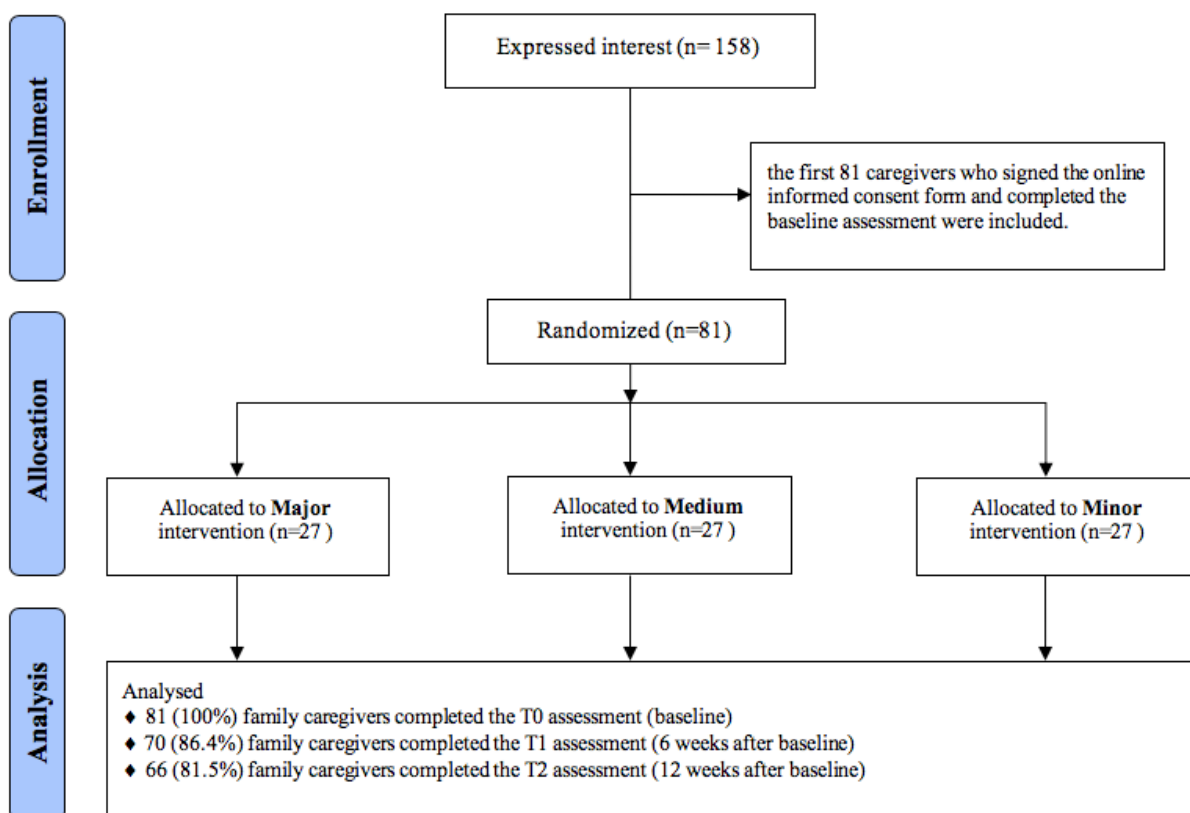 Enrollment
Expressed interest (n= 158)
the first 81 caregivers who signed the online
informed consent form and completed the
baseline assessment were included.
Randomized (n=81)
Allocation
Allocated to Major
intervention (n=27 )
Allocated to Medium
intervention (n=27 )
Allocated to Minor
intervention (n=27 )
Analysis
Analysed
♦ 81 (100%) family caregivers completed the T0 assessment (baseline)
♦ 70 (86.4%) family caregivers completed the T1 assessment (6 weeks after baseline)
♦ 66 (81.5%) family caregivers completed the T2 assessment (12 weeks after baseline)